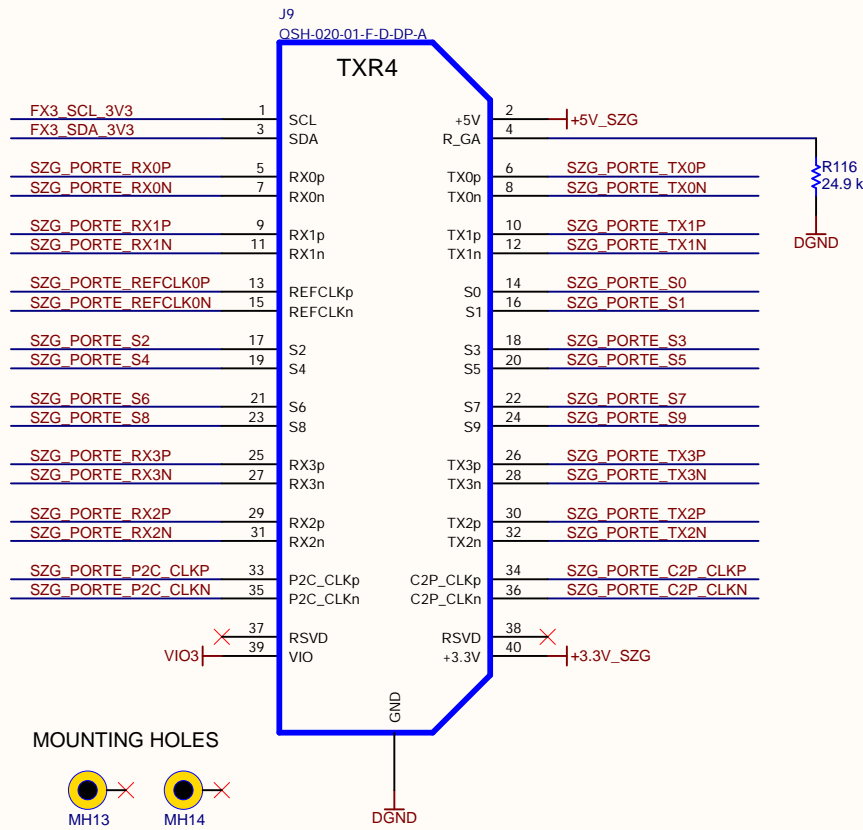 J9
QSH-020-01-F-D-DP-A
TXR4
FX3_SCL_3V3 1 SCL +5V 2 +5V_SZG
FX3_SDA_3V3 3 SDA R_GA 4
SZG_PORTE_RX0P 5 RX0p TX0p 6 SZG_PORTE_TX0P
SZG_PORTE_RX0N 7 RX0n TX0n 8 SZG_PORTE_TX0N
R116
24.9 k
DGND
SZG_PORTE_RX1P 9 RX1p TX1p 10 SZG_PORTE_TX1P
SZG_PORTE_RX1N 11 RX1n TX1n 12 SZG_PORTE_TX1N
SZG_PORTE_REFCLK0P 13 REFCLKp S0 14 SZG_PORTE_S0
SZG_PORTE_REFCLK0N 15 REFCLKn S1 16 SZG_PORTE_S1
SZG_PORTE_S2 17 S2 S3 18 SZG_PORTE_S3
SZG_PORTE_S4 19 S4 S5 20 SZG_PORTE_S5
SZG_PORTE_S6 21 S6 S7 22 SZG_PORTE_S7
SZG_PORTE_S8 23 S8 S9 24 SZG_PORTE_S9
SZG_PORTE_RX3P 25 RX3p TX3p 26 SZG_PORTE_TX3P
SZG_PORTE_RX3N 27 RX3n TX3n 28 SZG_PORTE_TX3N
SZG_PORTE_RX2P 29 RX2p TX2p 30 SZG_PORTE_TX2P
SZG_PORTE_RX2N 31 RX2n TX2n 32 SZG_PORTE_TX2N
SZG_PORTE_P2C_CLKP 33 P2C_CLKp C2P_CLKp 34 SZG_PORTE_C2P_CLKP
SZG_PORTE_P2C_CLKN 35 P2C_CLKn C2P_CLKn 36 SZG_PORTE_C2P_CLKN
37 RSVD RSVD 38
VIO3 39 VIO +3.3V 40 +3.3V_SZG
GND
DGND
MOUNTING HOLES
MH13 MH14